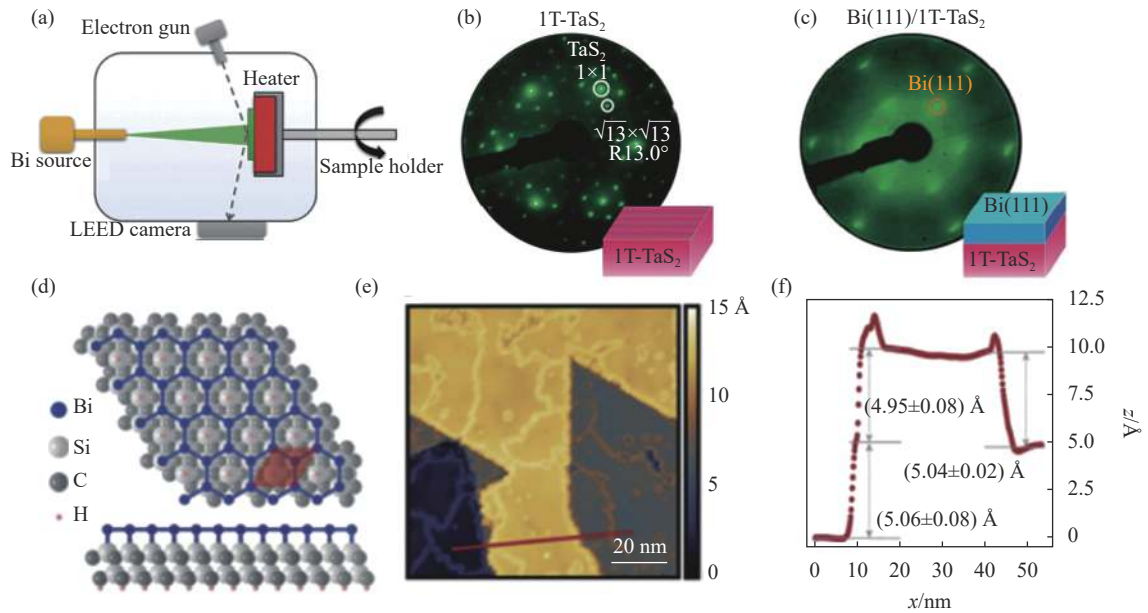 (a)
Electron gun
Heater
Bi source
Sample holder
LEED camera
(b)
1T-TaS₂
TaS₂
1×1
√13×√13
R13.0°
1T-TaS₂
(c)
Bi(111)/1T-TaS₂
Bi(111)
Bi(111)
1T-TaS₂
(d)
Bi
Si
C
H
(e)
15 Å
10
5
0
20 nm
(f)
12.5
10.0
7.5
5.0
2.5
0
z/Å
(4.95±0.08) Å
(5.04±0.02) Å
(5.06±0.08) Å
0 10 20 30 40 50
x/nm